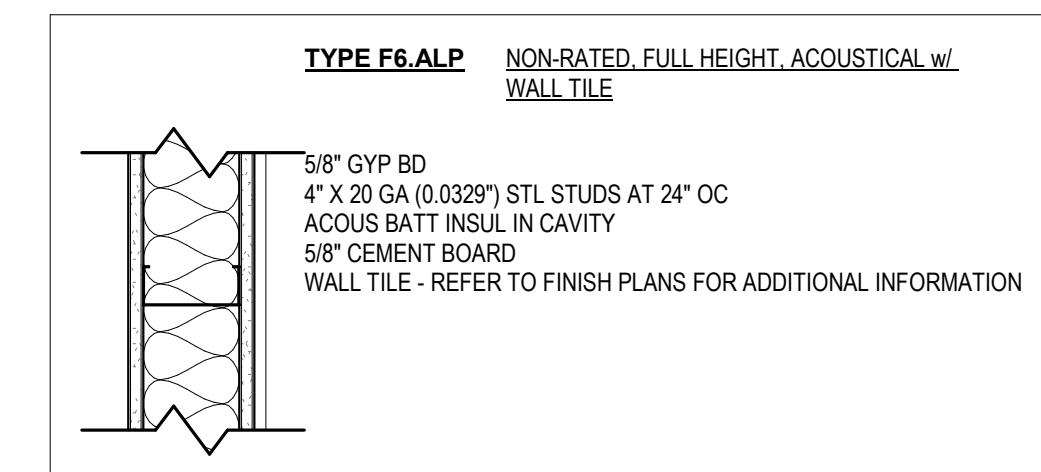 TYPE F6.ALP NON-RATED, FULL HEIGHT, ACOUSTICAL w/
WALL TILE
5/8" GYP BD
4" X 20 GA (0.0329") STL STUDS AT 24" OC
ACOUS BATT INSUL IN CAVITY
5/8" CEMENT BOARD
WALL TILE - REFER TO FINISH PLANS FOR ADDITIONAL INFORMATION